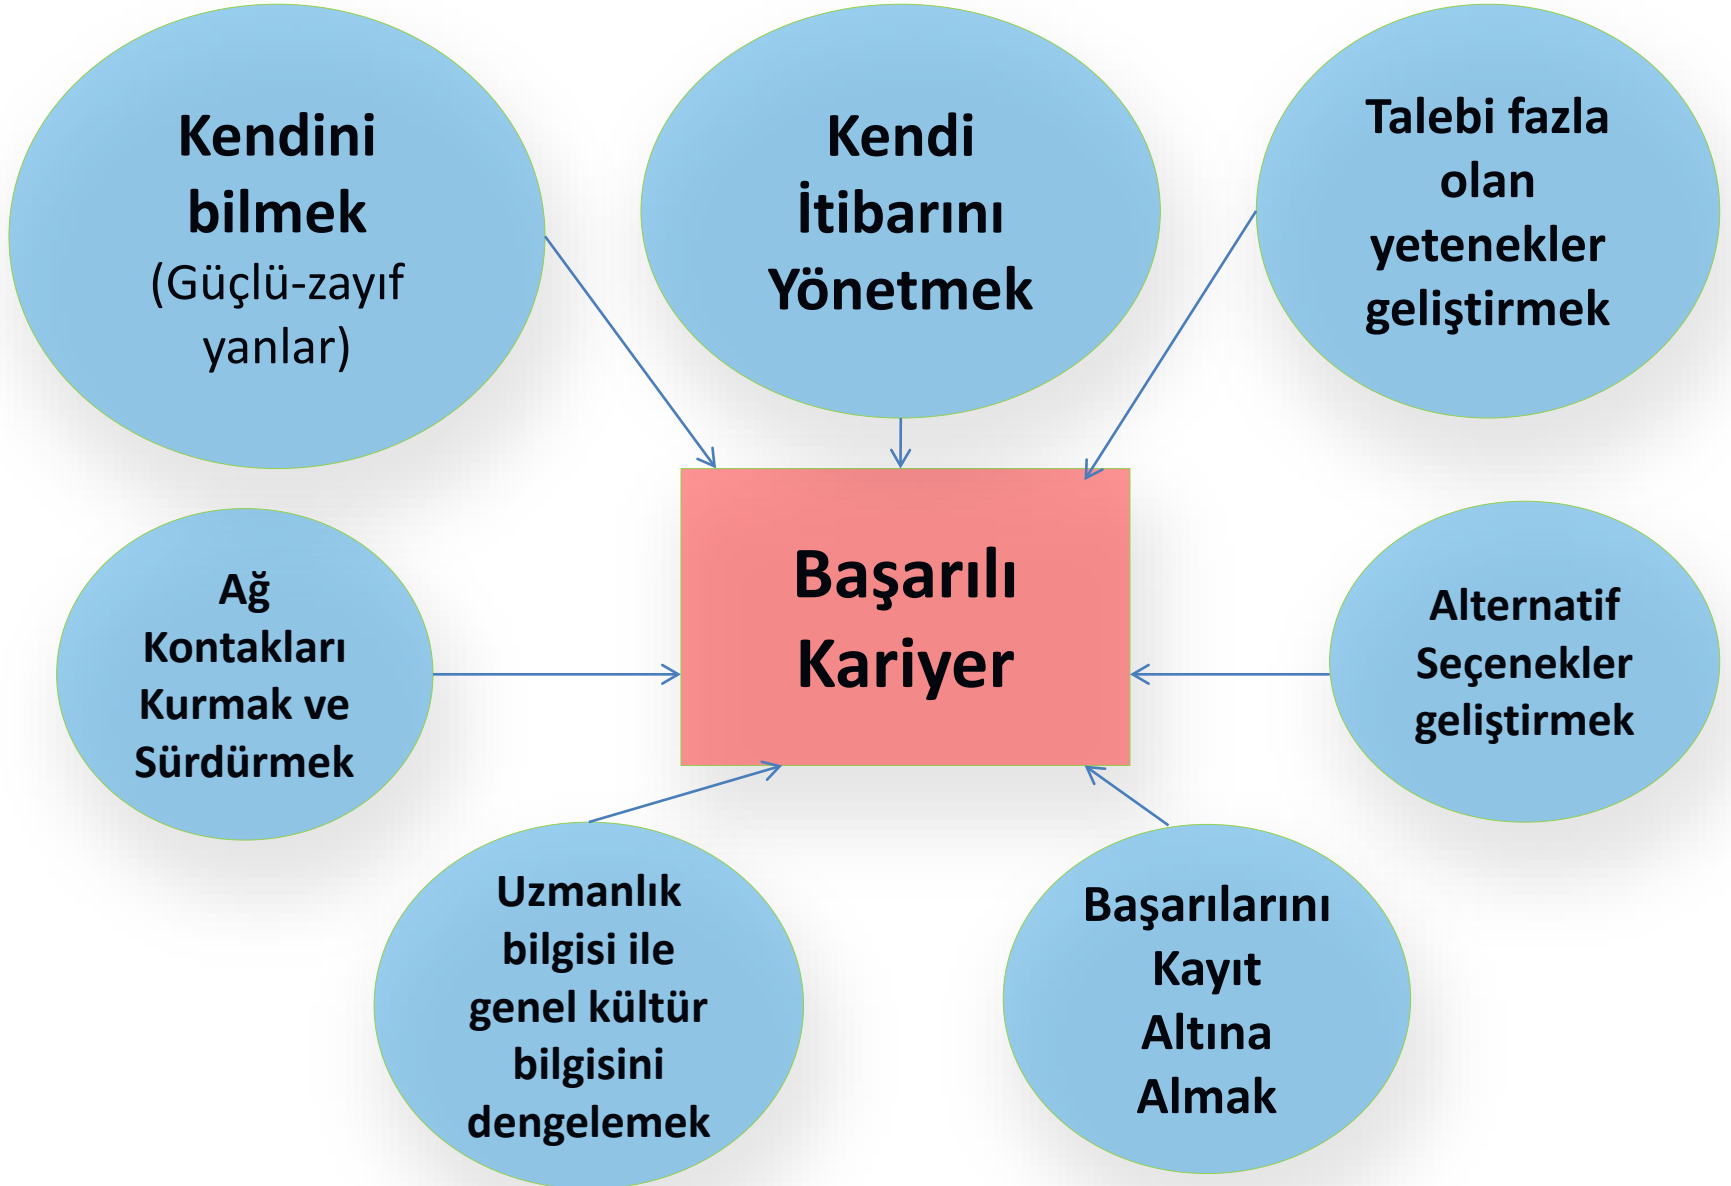 Kendini
bilmek
(Güçlü-zayıf
yanlar)
Kendi
İtibarını
Yönetmek
Talebi fazla
olan
yetenekler
geliştirmek
Ağ
Kontakları
Kurmak ve
Sürdürmek
Başarılı
Kariyer
Alternatif
Seçenekler
geliştirmek
Uzmanlık
bilgisi ile
genel kültür
bilgisini
dengelemek
Başarılarını
Kayıt
Altına
Almak